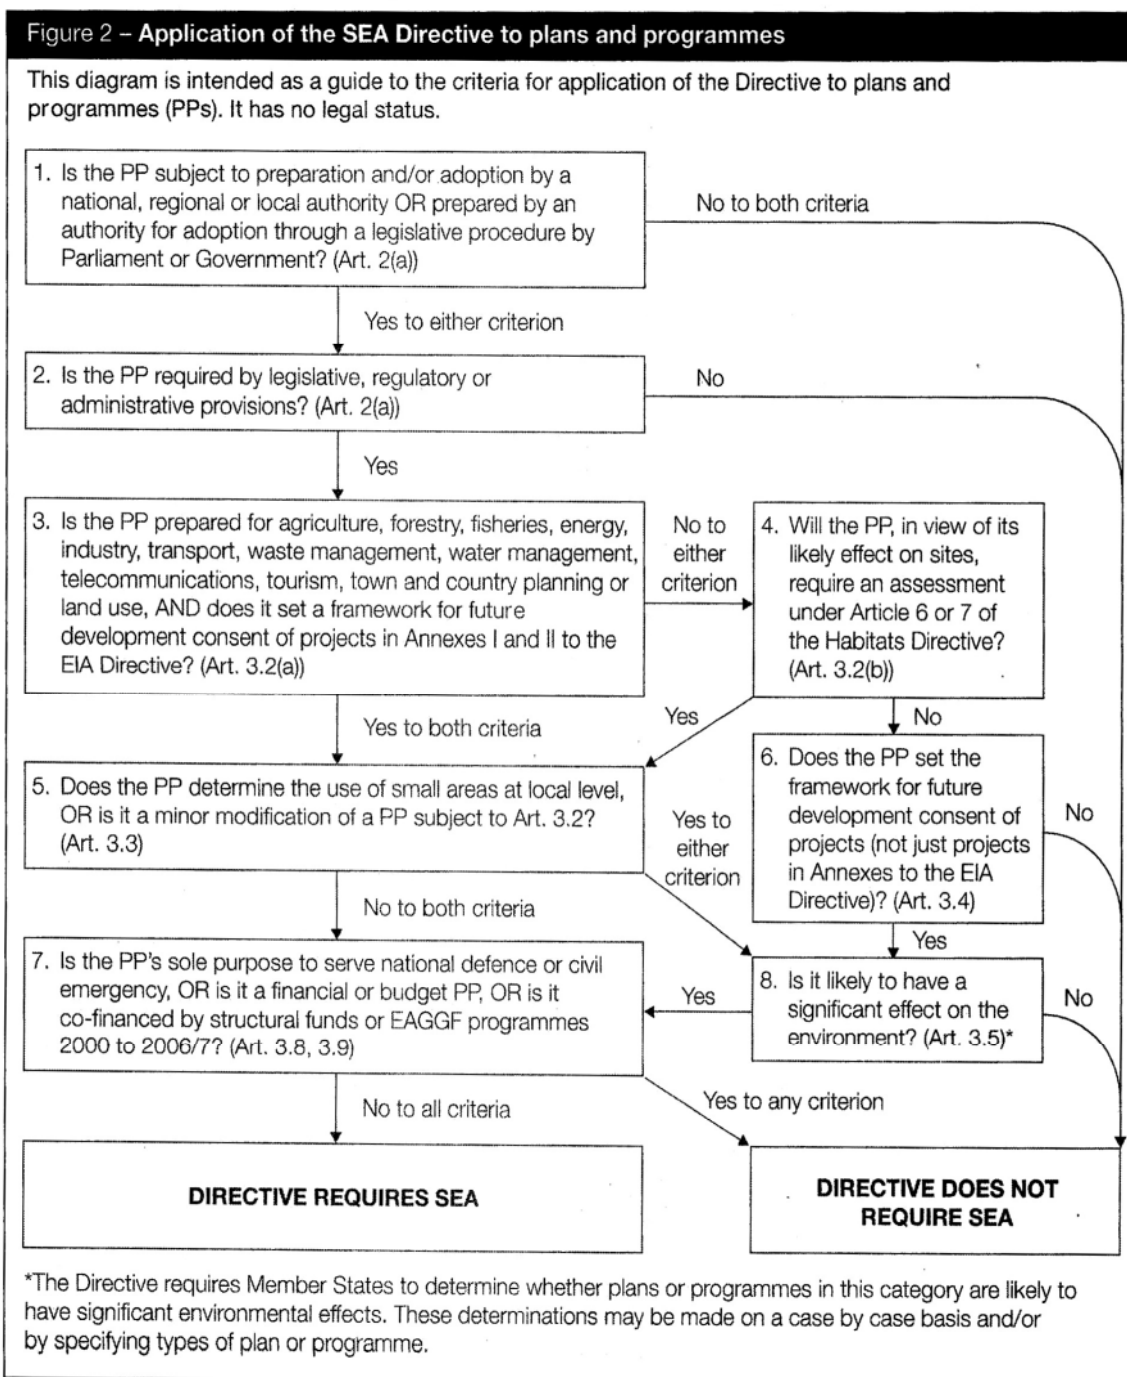 Figure 2 – Application of the SEA Directive to plans and programmes
This diagram is intended as a guide to the criteria for application of the Directive to plans and
programmes (PPs). It has no legal status.
1. Is the PP subject to preparation and/or adoption by a
national, regional or local authority OR prepared by an
authority for adoption through a legislative procedure by
Parliament or Government? (Art. 2(a))
No to both criteria
Yes to either criterion
2. Is the PP required by legislative, regulatory or
administrative provisions? (Art. 2(a))
No
Yes
3. Is the PP prepared for agriculture, forestry, fisheries, energy,
industry, transport, waste management, water management,
telecommunications, tourism, town and country planning or
land use, AND does it set a framework for future
development consent of projects in Annexes I and II to the
EIA Directive? (Art. 3.2(a))
No to
either
criterion
4. Will the PP, in view of its
likely effect on sites,
require an assessment
under Article 6 or 7 of
the Habitats Directive?
(Art. 3.2(b))
Yes to both criteria
Yes
No
5. Does the PP determine the use of small areas at local level,
OR is it a minor modification of a PP subject to Art. 3.2?
(Art. 3.3)
Yes to
either
criterion
6. Does the PP set the
framework for future
development consent of
projects (not just projects
in Annexes to the EIA
Directive)? (Art. 3.4)
No
No to both criteria
Yes
7. Is the PP's sole purpose to serve national defence or civil
emergency, OR is it a financial or budget PP, OR is it
co-financed by structural funds or EAGGF programmes
2000 to 2006/7? (Art. 3.8, 3.9)
Yes
8. Is it likely to have a
significant effect on the
environment? (Art. 3.5)*
No
No to all criteria
Yes to any criterion
DIRECTIVE REQUIRES SEA
DIRECTIVE DOES NOT
REQUIRE SEA
*The Directive requires Member States to determine whether plans or programmes in this category are likely to
have significant environmental effects. These determinations may be made on a case by case basis and/or
by specifying types of plan or programme.